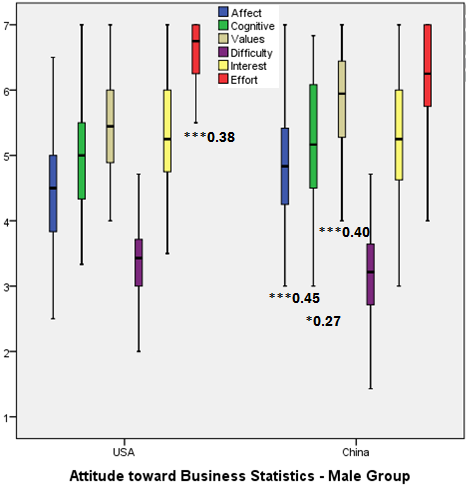 Affect
Cognitive
Values
Difficulty
Interest
Effort
7
6
5
4
3
2
1
***0.38
***0.40
***0.45
*0.27
USA
China
Attitude toward Business Statistics - Male Group